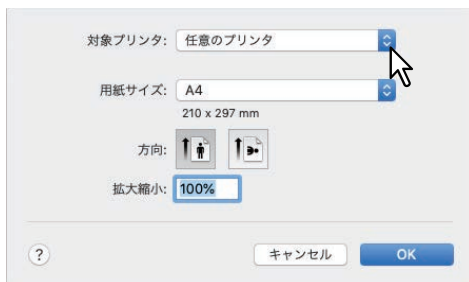 対象プリンタ: 任意のプリンタ
用紙サイズ: A4
210 x 297 mm
方向:
拡大縮小: 100%
? キャンセル OK